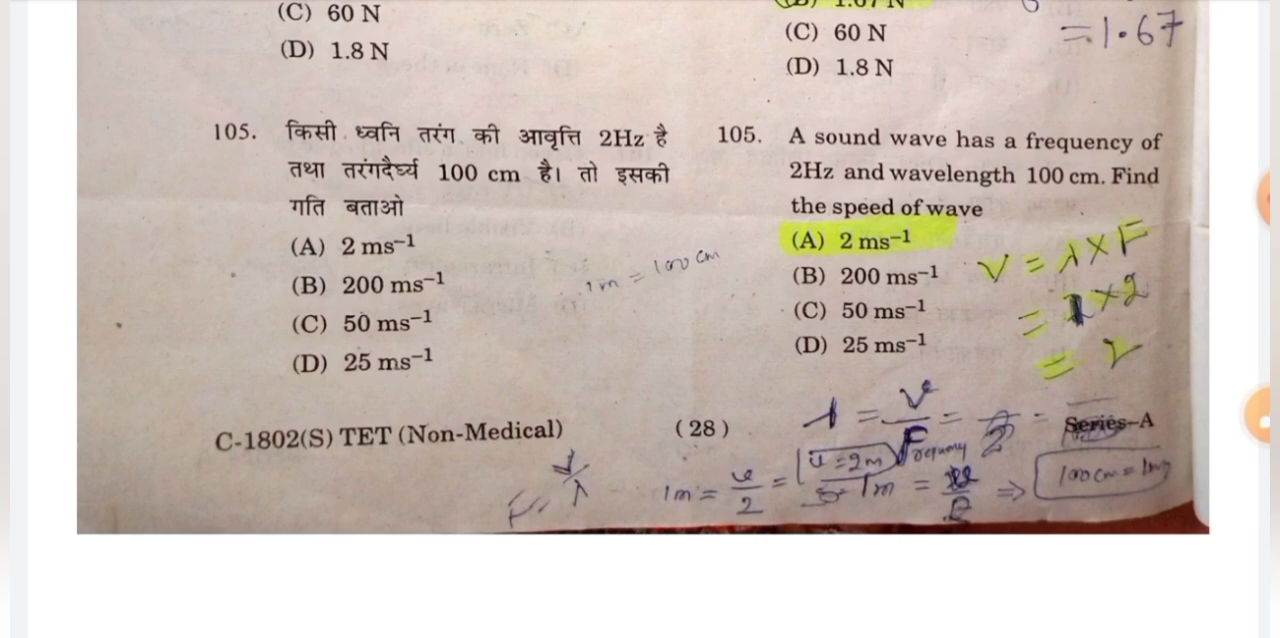 (C) 60 N
(D) 1.8 N
(C) 60 N
(D) 1.8 N
= 1.67
105. किसी ध्वनि तरंग की आवृत्ति 2Hz है
तथा तरंगदैर्घ्य 100 cm है। तो इसकी
गति बताओ
(A) 2 ms⁻¹
(B) 200 ms⁻¹
(C) 50 ms⁻¹
(D) 25 ms⁻¹
1m = 100 cm
105. A sound wave has a frequency of
2Hz and wavelength 100 cm. Find
the speed of wave
(A) 2 ms⁻¹
(B) 200 ms⁻¹
(C) 50 ms⁻¹
(D) 25 ms⁻¹
V = λ × F
= 1 × 2
= 2
C-1802(S) TET (Non-Medical)
(28)
Series-A
100 cm = 1m